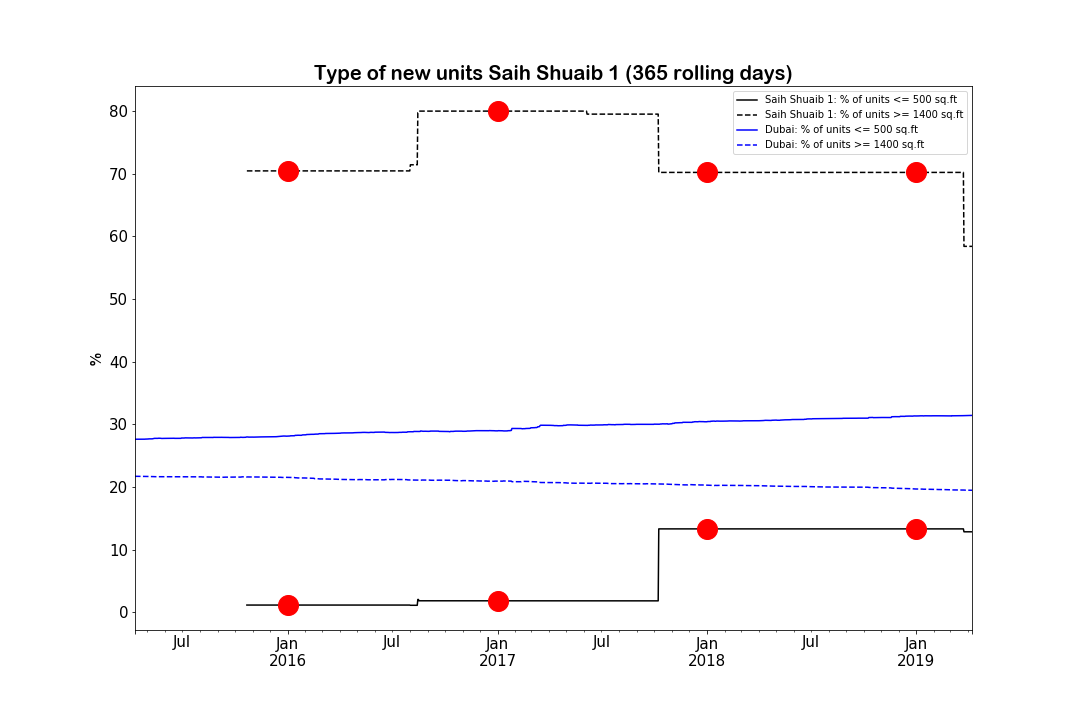 Type of new units Saih Shuaib 1 (365 rolling days)
Saih Shuaib 1: % of units <= 500 sq.ft
Saih Shuaib 1: % of units >= 1400 sq.ft
Dubai: % of units <= 500 sq.ft
Dubai: % of units >= 1400 sq.ft
80
70
60
50
40
30
20
10
0
%
Jul Jan Jul Jan Jul Jan Jul Jan
2016 2017 2018 2019